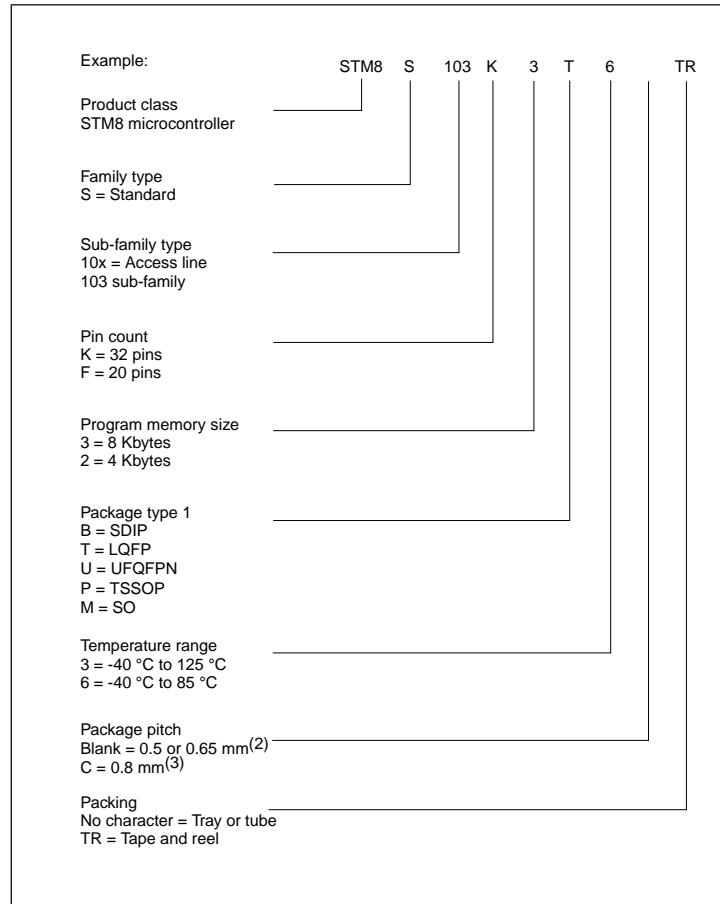 Example:
STM8 S 103 K 3 T 6 TR
Product class
STM8 microcontroller
Family type
S = Standard
Sub-family type
10x = Access line
103 sub-family
Pin count
K = 32 pins
F = 20 pins
Program memory size
3 = 8 Kbytes
2 = 4 Kbytes
Package type 1
B = SDIP
T = LQFP
U = UFQFPN
P = TSSOP
M = SO
Temperature range
3 = -40 °C to 125 °C
6 = -40 °C to 85 °C
Package pitch
Blank = 0.5 or 0.65 mm(2)
C = 0.8 mm(3)
Packing
No character = Tray or tube
TR = Tape and reel